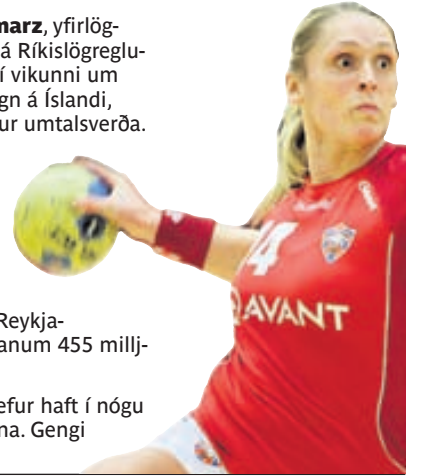 marz, yfirlög-
á Ríkislögreglu-
í vikunni um
gn á Íslandi,
ur umtalsverða.
4
AVANT
Reykja-
anum 455 millj-
efur haft í nógu
na. Gengi